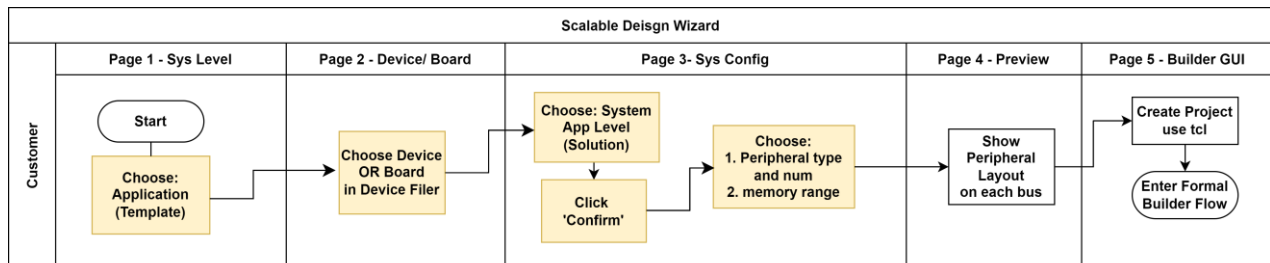 Scalable Deisgn Wizard
Page 1 - Sys Level
Page 2 - Device/ Board
Page 3- Sys Config
Page 4 - Preview
Page 5 - Builder GUI
Customer
Start
Choose:
Application
(Template)
Choose Device
OR Board
in Device Filer
Choose: System
App Level
(Solution)
Click
'Confirm'
Choose:
1. Peripheral type
and num
2. memory range
Show
Peripheral
Layout
on each bus
Create Project
use tcl
Enter Formal
Builder Flow